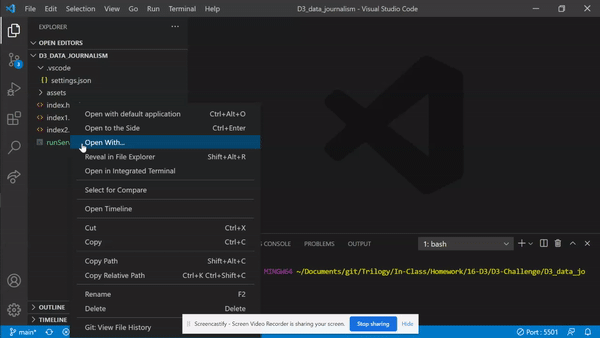 File Edit Selection View Go Run Terminal Help D3_data_journalism - Visual Studio Code
EXPLORER
OPEN EDITORS
D3_DATA_JOURNALISM
.vscode
settings.json
assets
index.h
index1.
index2.
runSer
Open with default application Ctrl+Alt+O
Open to the Side Ctrl+Enter
Open With...
Reveal in File Explorer Shift+Alt+R
Open in Integrated Terminal
Select for Compare
Open Timeline
Cut Ctrl+X
Copy Ctrl+C
Copy Path Shift+Alt+C
Copy Relative Path Ctrl+K Ctrl+Shift+C
Rename F2
Delete Delete
Git: View File History
CONSOLE PROBLEMS OUTPUT 1: bash
MINGW64 ~/Documents/git/Trilogy/In-Class/Homework/16-D3/D3-Challenge/D3_data_jo
OUTLINE
TIMELINE
Screencastify - Screen Video Recorder is sharing your screen. Stop sharing Hide
main* Port : 5501
3